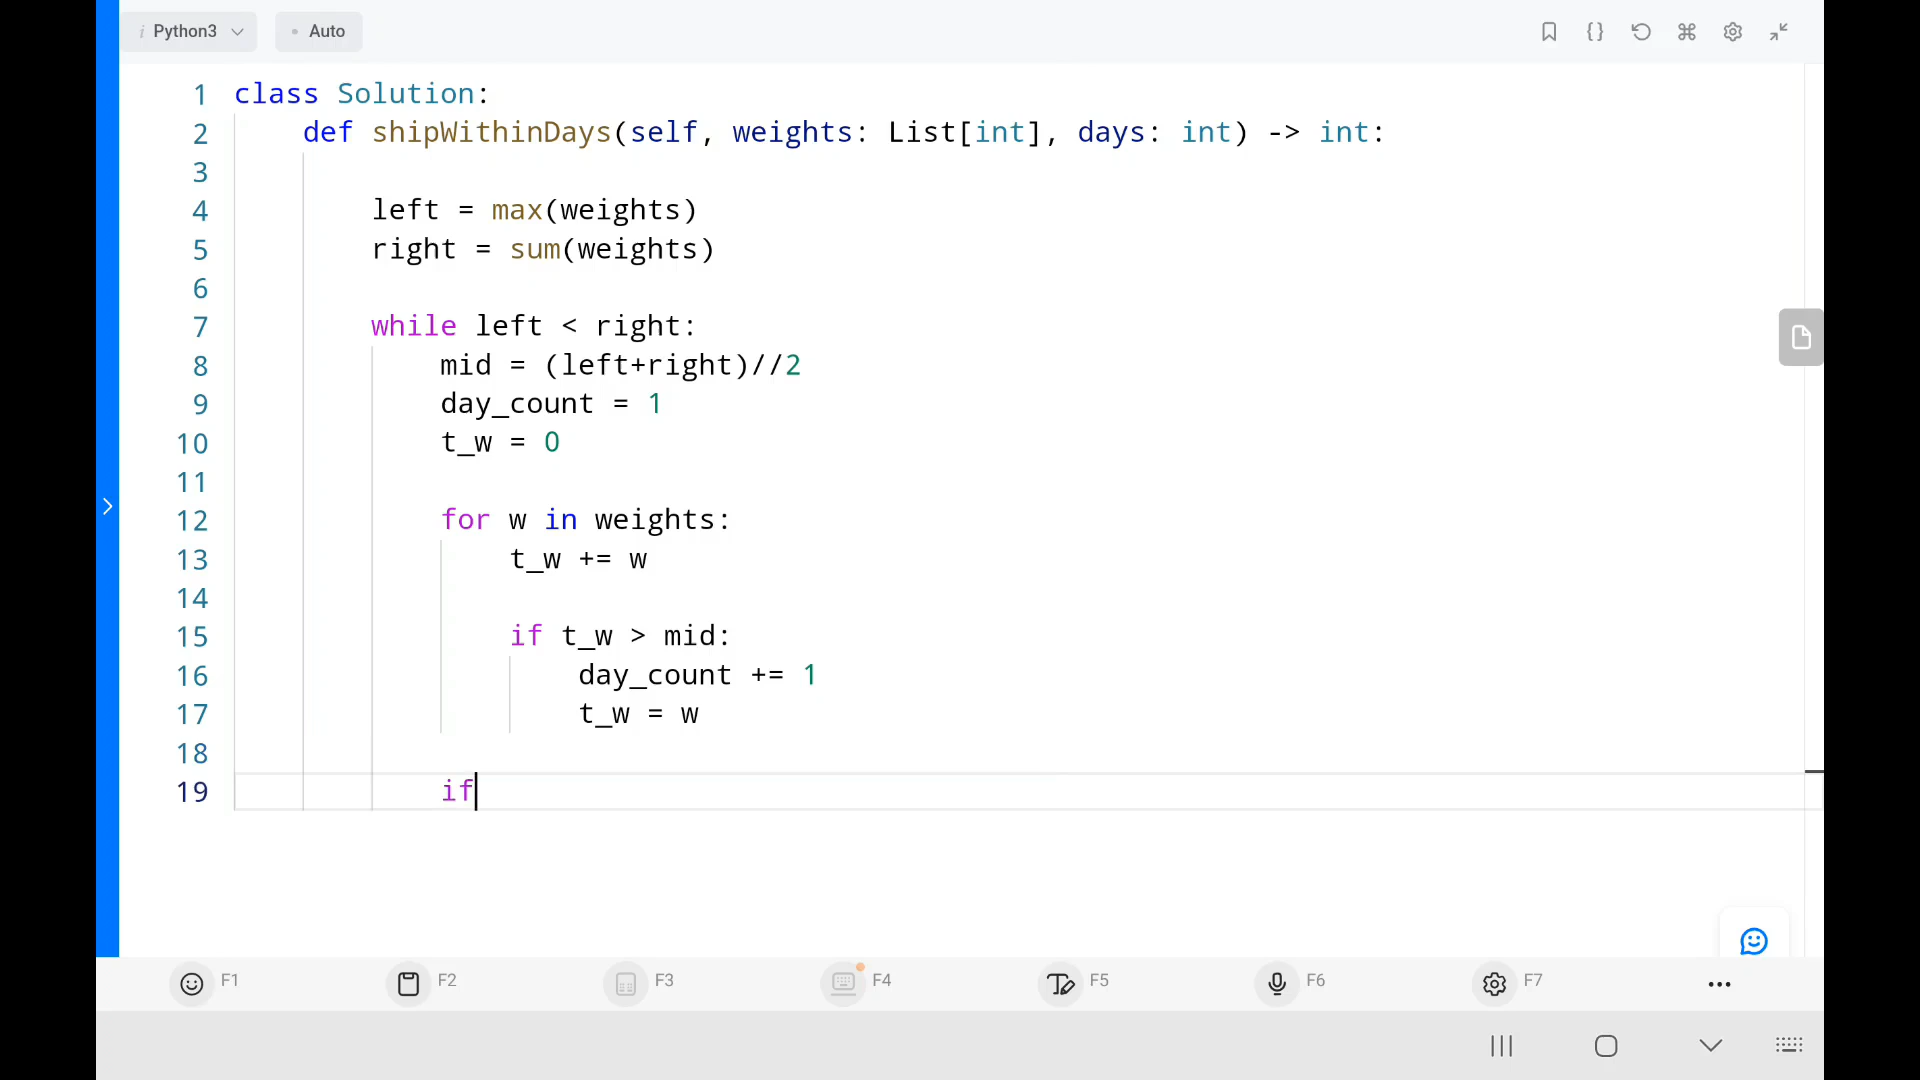 i Python3
Auto
1 class Solution:
2 def shipWithinDays(self, weights: List[int], days: int) -> int:
3
4 left = max(weights)
5 right = sum(weights)
6
7 while left < right:
8 mid = (left+right)//2
9 day_count = 1
10 t_w = 0
11
12 for w in weights:
13 t_w += w
14
15 if t_w > mid:
16 day_count += 1
17 t_w = w
18
19 if
F1 F2 F3 F4 F5 F6 F7